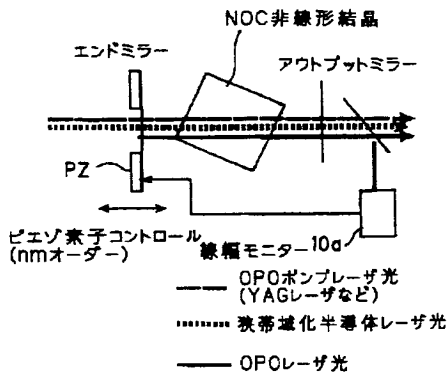 NOC非線形結晶
エンドミラー
アウトプットミラー
PZ
ピエゾ素子コントロール
(nmオーダー)
線幅モニター 10a
OPOポンプレーザ光
(YAGレーザなど)
狭帯域化半導体レーザ光
OPOレーザ光